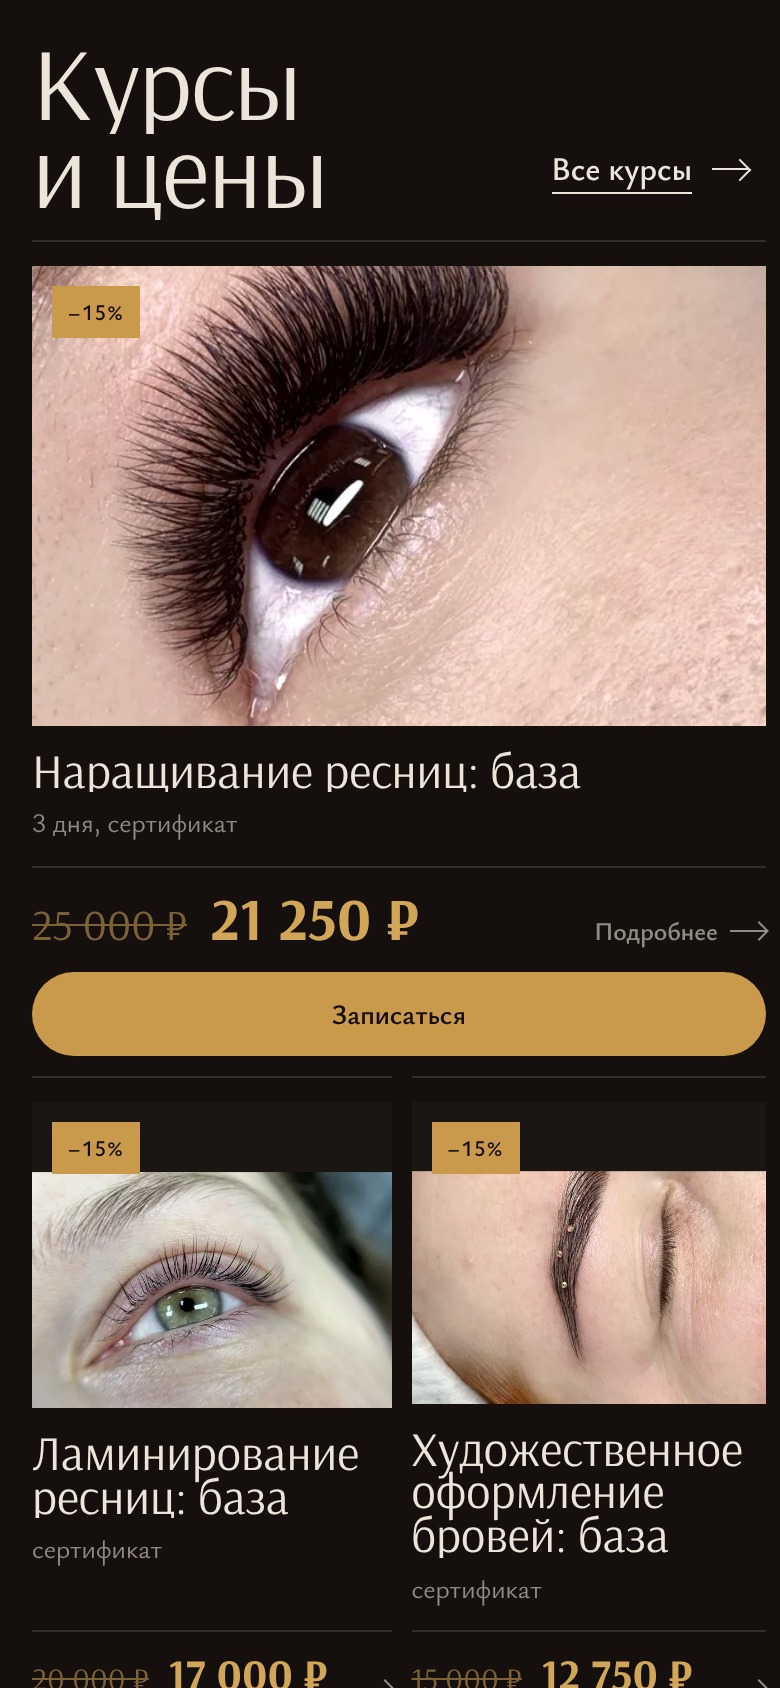 Курсы
и цены
Все курсы
–15%
Наращивание ресниц: база
3 дня, сертификат
25 000 ₽ 21 250 ₽
Подробнее
Записаться
–15%
Ламинирование
ресниц: база
сертификат
20 000 ₽ 17 000 ₽
–15%
Художественное
оформление
бровей: база
сертификат
15 000 ₽ 12 750 ₽